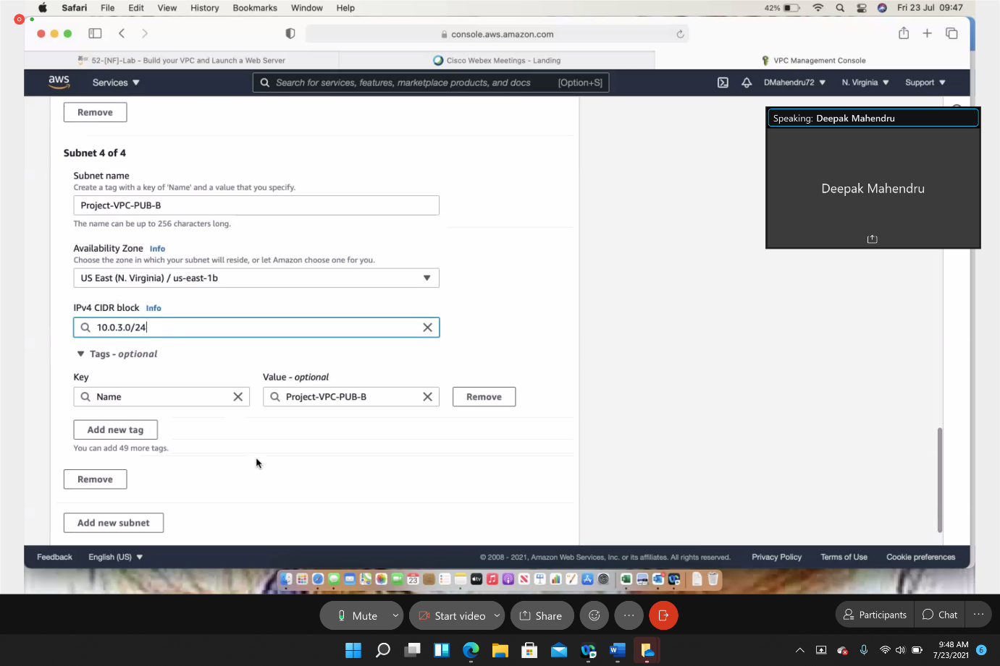 Safari File Edit View History Bookmarks Window Help 42% Fri 23 Jul 09:47
console.aws.amazon.com
52-[NF]-Lab - Build your VPC and Launch a Web Server Cisco Webex Meetings - Landing VPC Management Console
aws Services Search for services, features, marketplace products, and docs [Option+S] DMahendru72 N. Virginia Support
Remove
Speaking: Deepak Mahendru
Deepak Mahendru
Subnet 4 of 4
Subnet name
Create a tag with a key of 'Name' and a value that you specify.
Project-VPC-PUB-B
The name can be up to 256 characters long.
Availability Zone Info
Choose the zone in which your subnet will reside, or let Amazon choose one for you.
US East (N. Virginia) / us-east-1b
IPv4 CIDR block Info
10.0.3.0/24
Tags - optional
Key Value - optional
Name Project-VPC-PUB-B Remove
Add new tag
You can add 49 more tags.
Remove
Add new subnet
Feedback English (US) © 2008 - 2021, Amazon Web Services, Inc. or its affiliates. All rights reserved. Privacy Policy Terms of Use Cookie preferences
23
Mute Start video Share Participants Chat
9:48 AM
7/23/2021
6